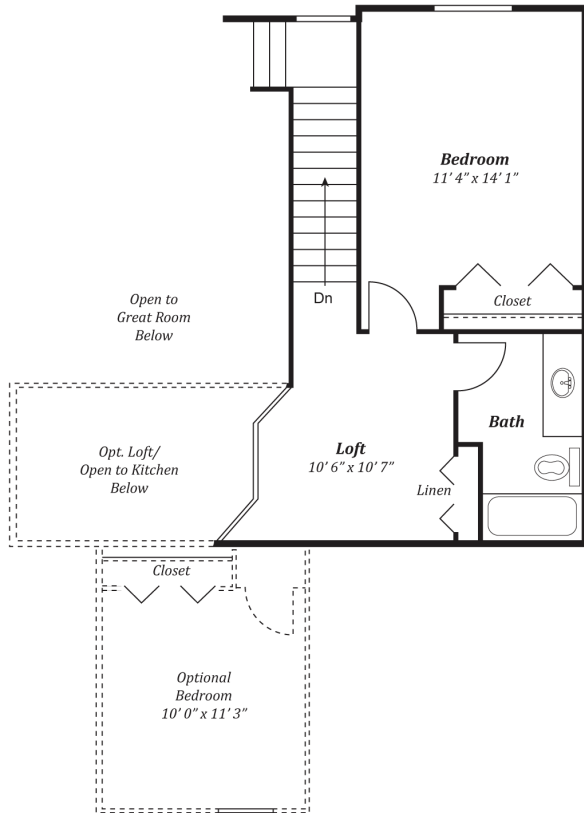 Bedroom
11’ 4” x 14’ 1”
Closet
Dn
Open to
Great Room
Below
Bath
Loft
10’ 6” x 10’ 7”
Linen
Opt. Loft/
Open to Kitchen
Below
Closet
Optional
Bedroom
10’ 0” x 11’ 3”